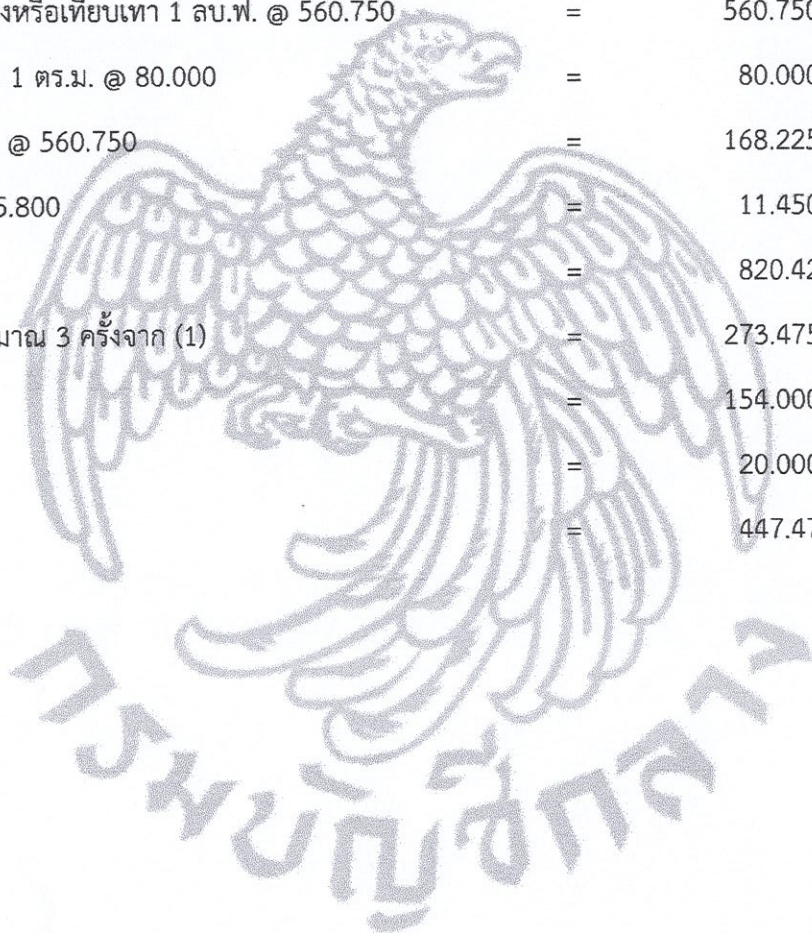 งหรือเทียบเทา 1 ลบ.ฟ. @ 560.750 = 560.750
1 ตร.ม. @ 80.000 = 80.000
@ 560.750 = 168.225
5.800 = 11.450
= 820.42
มาณ 3 ครั้งจาก (1) = 273.475
= 154.000
= 20.000
= 447.47
กรมบัญชีกลาง